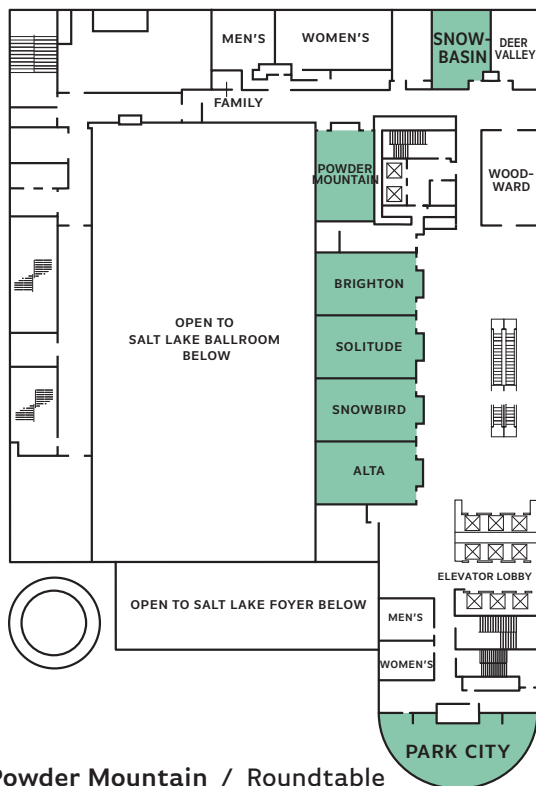 MEN'S
WOMEN'S
SNOW-
BASIN
DEER
VALLEY
FAMILY
POWDER
MOUNTAIN
WOOD-
WARD
BRIGHTON
OPEN TO
SALT LAKE BALLROOM
BELOW
SOLITUDE
SNOWBIRD
ALTA
ELEVATOR LOBBY
OPEN TO SALT LAKE FOYER BELOW
MEN'S
WOMEN'S
PARK CITY
Powder Mountain / Roundtable